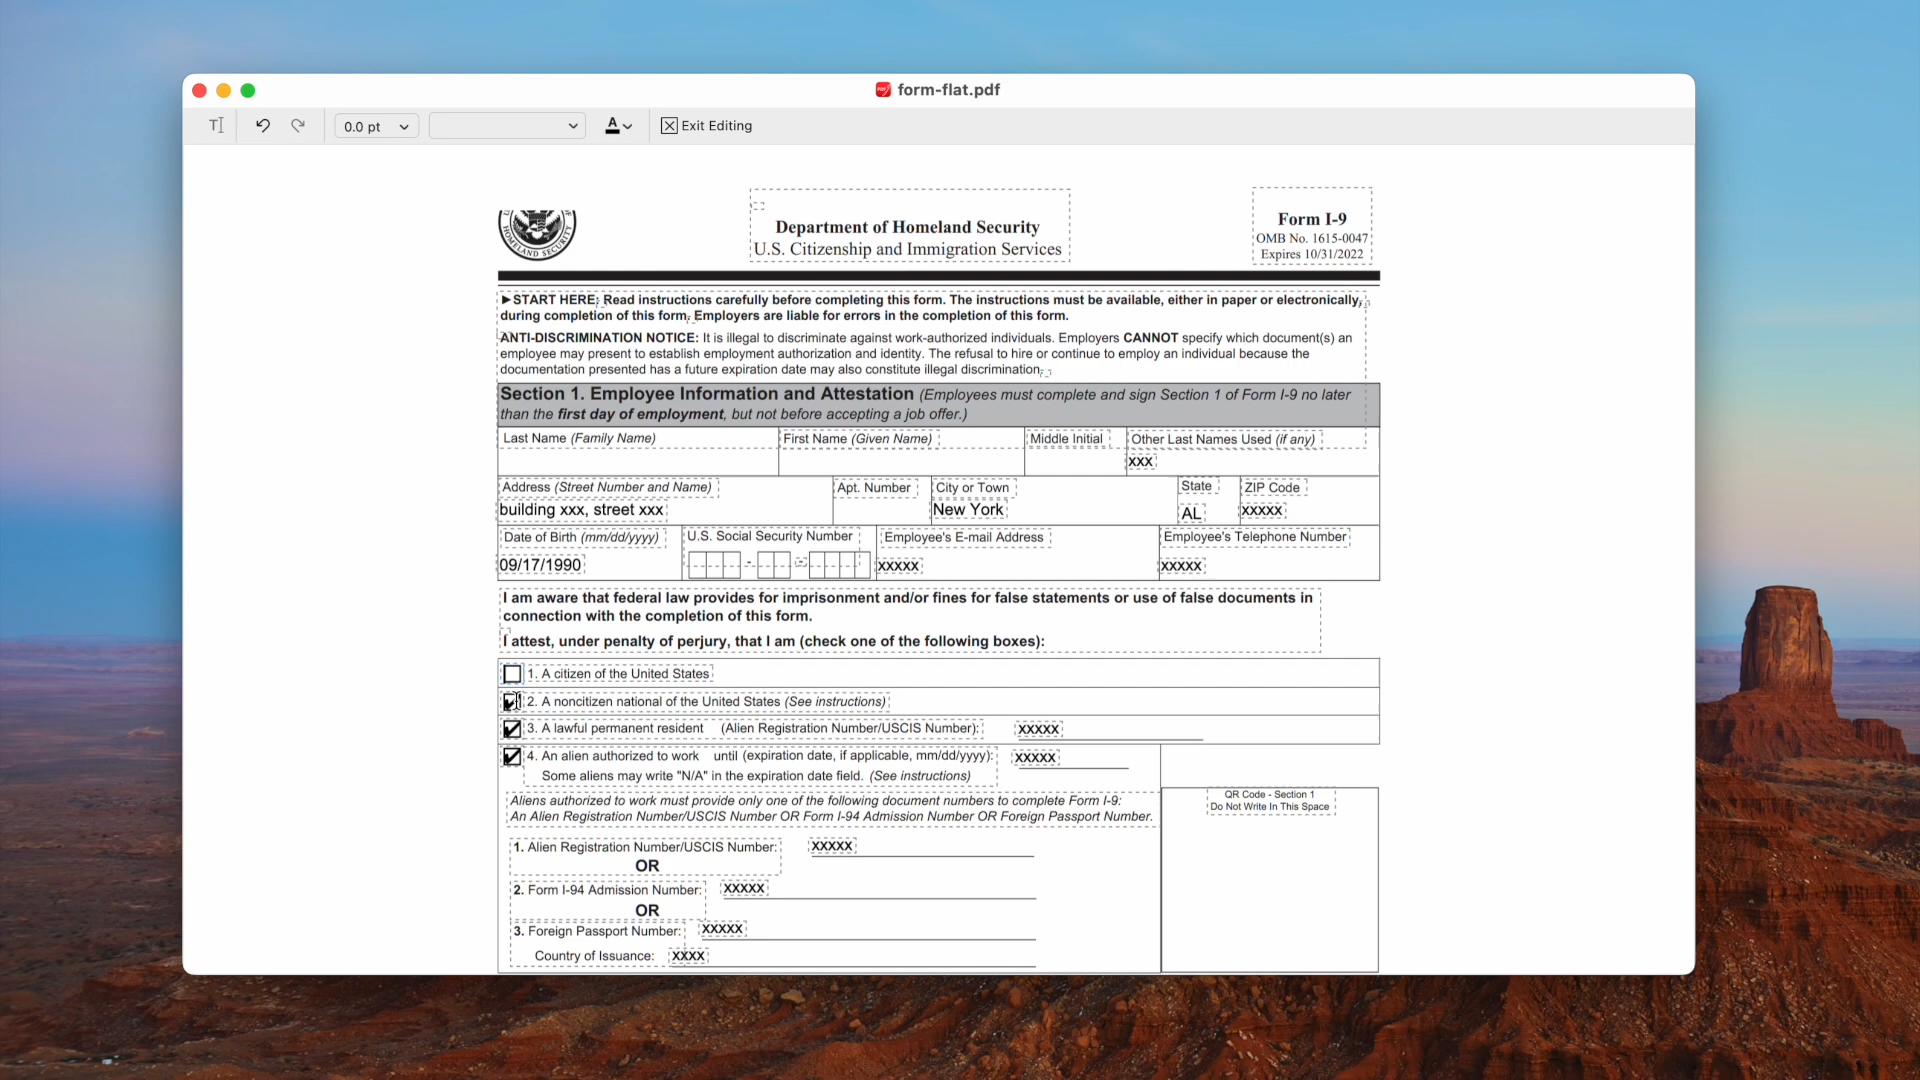 form-flat.pdf
0.0 pt
A
Exit Editing
HOMELAND SECURITY
Department of Homeland Security
U.S. Citizenship and Immigration Services
Form I-9
OMB No. 1615-0047
Expires 10/31/2022
►START HERE: Read instructions carefully before completing this form. The instructions must be available, either in paper or electronically,
during completion of this form. Employers are liable for errors in the completion of this form.
ANTI-DISCRIMINATION NOTICE: It is illegal to discriminate against work-authorized individuals. Employers CANNOT specify which document(s) an
employee may present to establish employment authorization and identity. The refusal to hire or continue to employ an individual because the
documentation presented has a future expiration date may also constitute illegal discrimination.
Section 1. Employee Information and Attestation (Employees must complete and sign Section 1 of Form I-9 no later
than the first day of employment, but not before accepting a job offer.)
Last Name (Family Name)
First Name (Given Name)
Middle Initial
Other Last Names Used (if any)
xxx
Address (Street Number and Name)
Apt. Number
City or Town
State
ZIP Code
building xxx, street xxx
New York
AL
xxxxx
Date of Birth (mm/dd/yyyy)
U.S. Social Security Number
Employee's E-mail Address
Employee's Telephone Number
09/17/1990
- -
xxxxx
xxxxx
I am aware that federal law provides for imprisonment and/or fines for false statements or use of false documents in
connection with the completion of this form.
I attest, under penalty of perjury, that I am (check one of the following boxes):
1. A citizen of the United States
2. A noncitizen national of the United States (See instructions)
3. A lawful permanent resident (Alien Registration Number/USCIS Number): xxxxx
4. An alien authorized to work until (expiration date, if applicable, mm/dd/yyyy): xxxxx
Some aliens may write "N/A" in the expiration date field. (See instructions)
Aliens authorized to work must provide only one of the following document numbers to complete Form I-9:
An Alien Registration Number/USCIS Number OR Form I-94 Admission Number OR Foreign Passport Number.
QR Code - Section 1
Do Not Write In This Space
1. Alien Registration Number/USCIS Number: xxxxx
OR
2. Form I-94 Admission Number: xxxxx
OR
3. Foreign Passport Number: xxxxx
Country of Issuance: xxxx